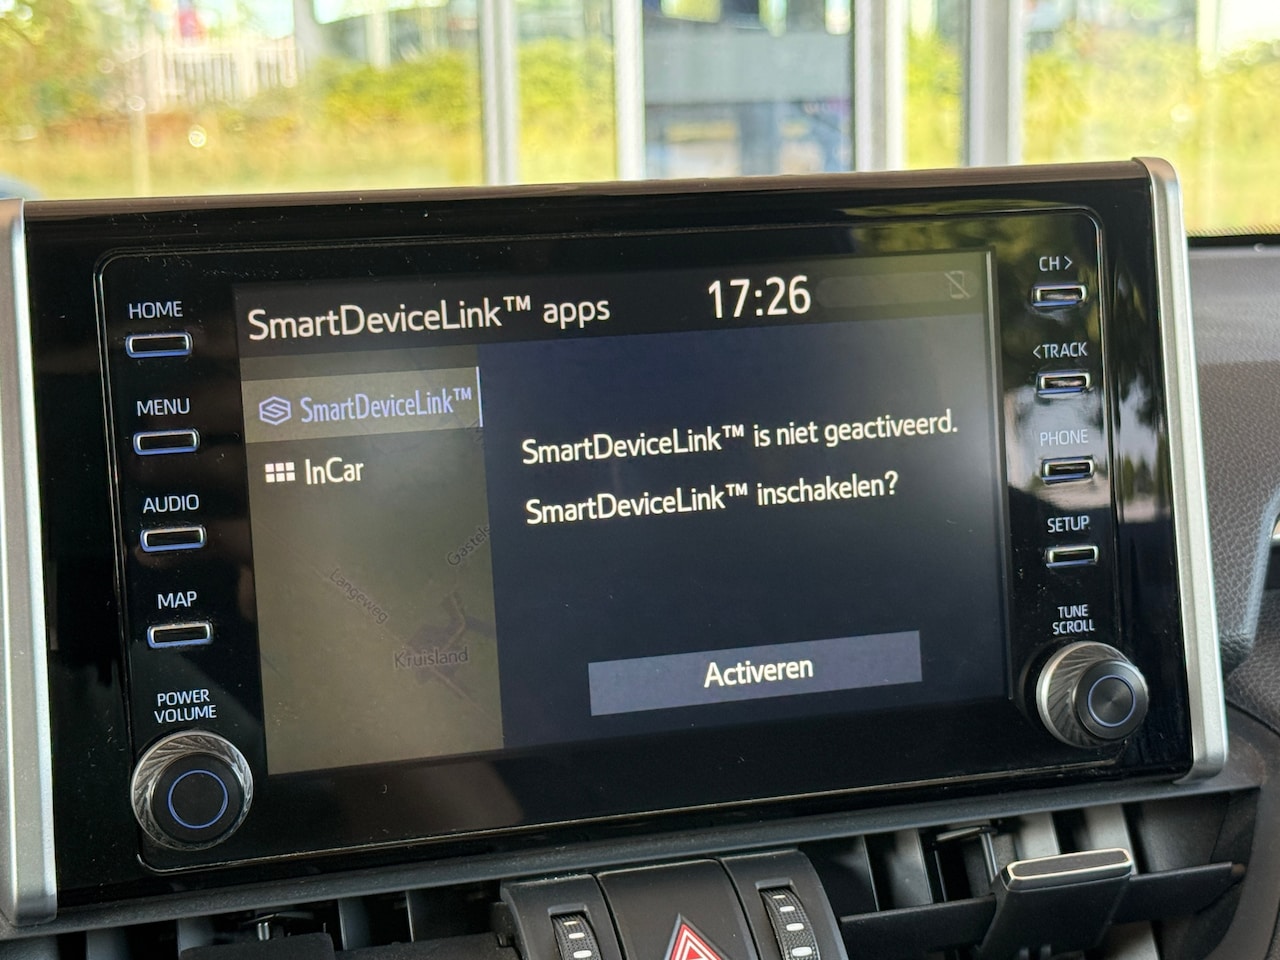 HOME
MENU
AUDIO
MAP
POWER
VOLUME
SmartDeviceLink™ apps
17:26
SmartDeviceLink™
InCar
Gastels
Langeweg
Kruisland
SmartDeviceLink™ is niet geactiveerd.
SmartDeviceLink™ inschakelen?
Activeren
CH >
< TRACK
PHONE
SETUP
TUNE
SCROLL